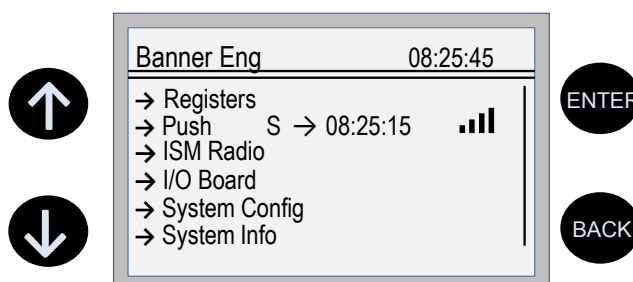 Banner Eng 08:25:45
→ Registers
→ Push S → 08:25:15
→ ISM Radio
→ I/O Board
→ System Config
→ System Info
ENTER
BACK